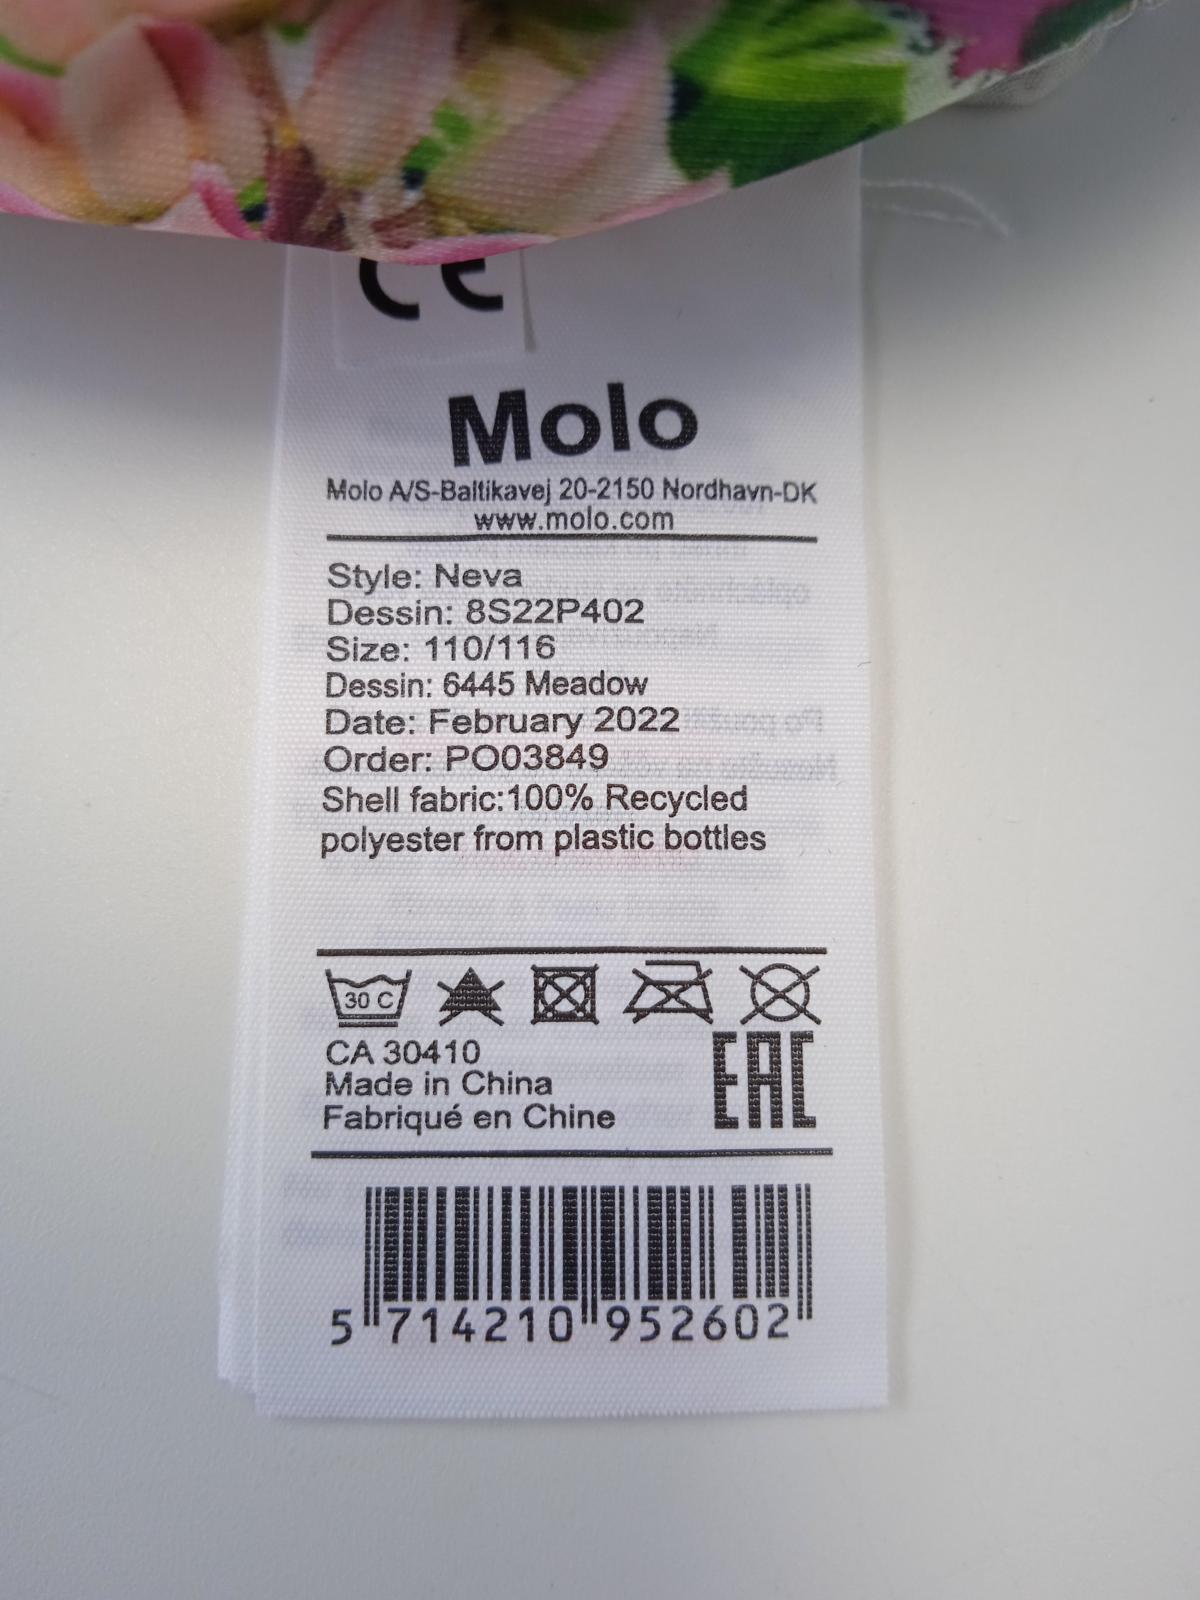 CE
Molo
Molo A/S-Baltikavej 20-2150 Nordhavn-DK
www.molo.com
Style: Neva
Dessin: 8S22P402
Size: 110/116
Dessin: 6445 Meadow
Date: February 2022
Order: PO03849
Shell fabric:100% Recycled
polyester from plastic bottles
30 C
CA 30410
Made in China
Fabriqué en Chine
EAC
5 714210 952602